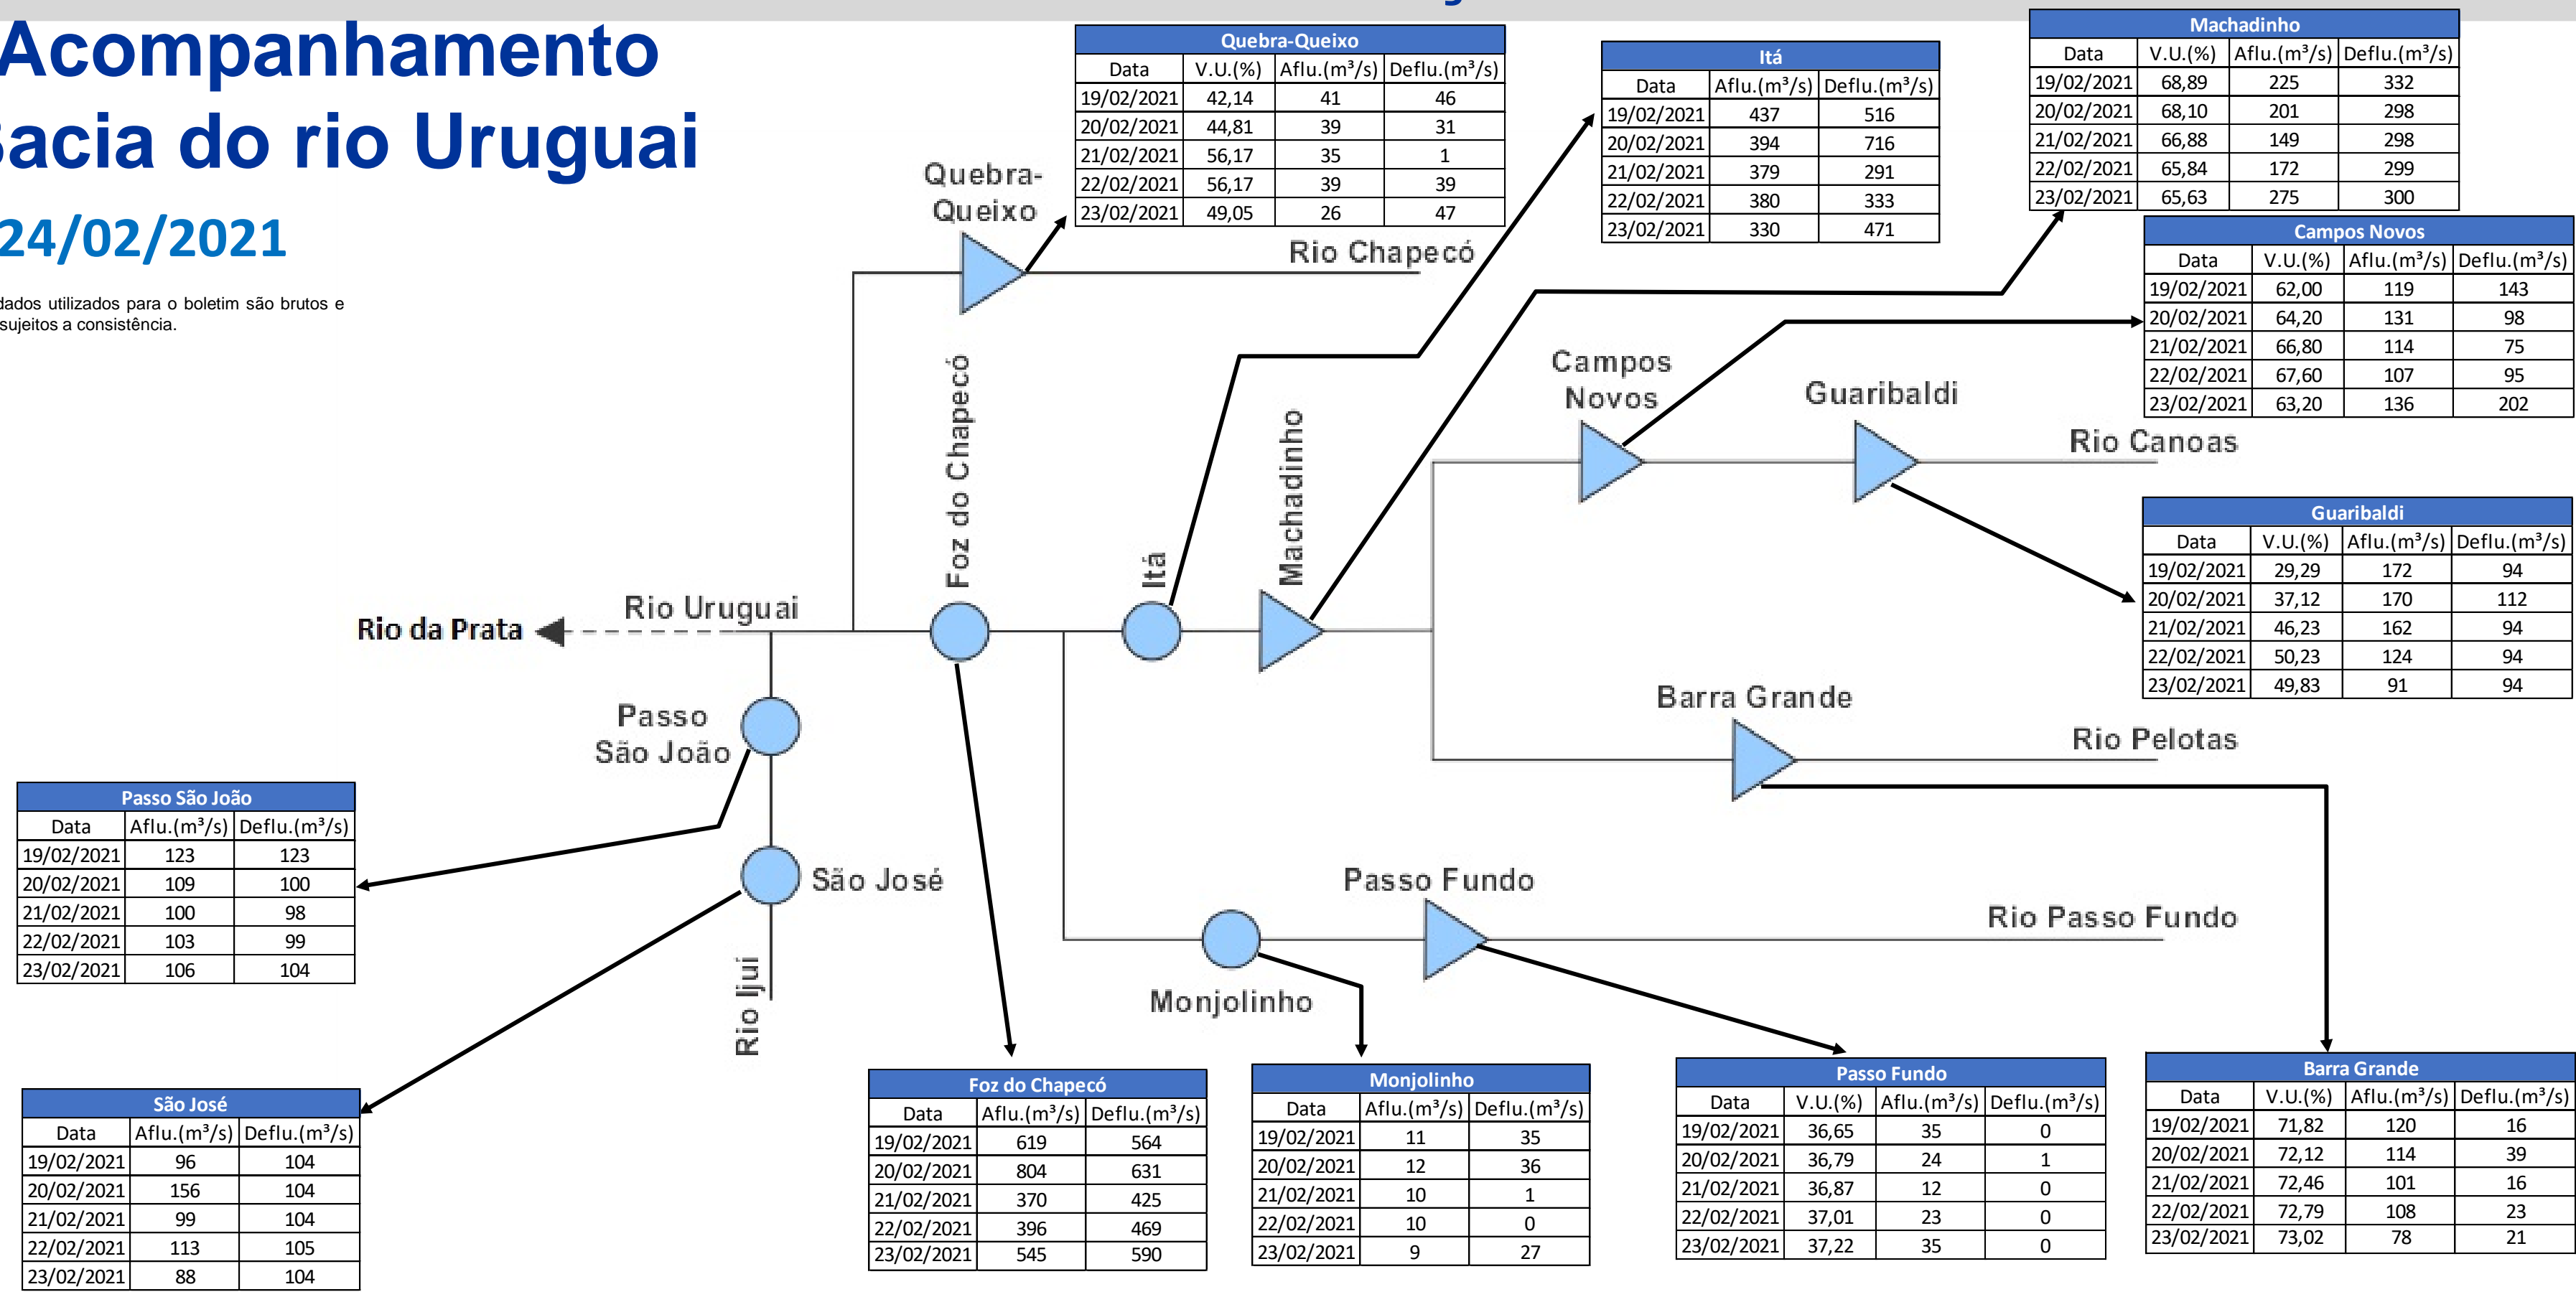 Acompanhamento
Bacia do rio Uruguai
24/02/2021
dados utilizados para o boletim são brutos e
sujeitos a consistência.
Quebra-Queixo
Data V.U.(%) Aflu.(m³/s) Deflu.(m³/s)
19/02/2021 42,14 41 46
20/02/2021 44,81 39 31
21/02/2021 56,17 35 1
22/02/2021 56,17 39 39
23/02/2021 49,05 26 47
Itá
Data Aflu.(m³/s) Deflu.(m³/s)
19/02/2021 437 516
20/02/2021 394 716
21/02/2021 379 291
22/02/2021 380 333
23/02/2021 330 471
Machadinho
Data V.U.(%) Aflu.(m³/s) Deflu.(m³/s)
19/02/2021 68,89 225 332
20/02/2021 68,10 201 298
21/02/2021 66,88 149 298
22/02/2021 65,84 172 299
23/02/2021 65,63 275 300
Campos Novos
Data V.U.(%) Aflu.(m³/s) Deflu.(m³/s)
19/02/2021 62,00 119 143
20/02/2021 64,20 131 98
21/02/2021 66,80 114 75
22/02/2021 67,60 107 95
23/02/2021 63,20 136 202
Guaribaldi
Data V.U.(%) Aflu.(m³/s) Deflu.(m³/s)
19/02/2021 29,29 172 94
20/02/2021 37,12 170 112
21/02/2021 46,23 162 94
22/02/2021 50,23 124 94
23/02/2021 49,83 91 94
Quebra-
Queixo
Rio Chapecó
Foz do Chapecó
Itá
Machadinho
Campos
Novos
Guaribaldi
Rio Canoas
Rio da Prata
Rio Uruguai
Barra Grande
Rio Pelotas
Passo
São João
São José
Rio Ijuí
Passo Fundo
Rio Passo Fundo
Monjolinho
Passo São João
Data Aflu.(m³/s) Deflu.(m³/s)
19/02/2021 123 123
20/02/2021 109 100
21/02/2021 100 98
22/02/2021 103 99
23/02/2021 106 104
São José
Data Aflu.(m³/s) Deflu.(m³/s)
19/02/2021 96 104
20/02/2021 156 104
21/02/2021 99 104
22/02/2021 113 105
23/02/2021 88 104
Foz do Chapecó
Data Aflu.(m³/s) Deflu.(m³/s)
19/02/2021 619 564
20/02/2021 804 631
21/02/2021 370 425
22/02/2021 396 469
23/02/2021 545 590
Monjolinho
Data Aflu.(m³/s) Deflu.(m³/s)
19/02/2021 11 35
20/02/2021 12 36
21/02/2021 10 1
22/02/2021 10 0
23/02/2021 9 27
Passo Fundo
Data V.U.(%) Aflu.(m³/s) Deflu.(m³/s)
19/02/2021 36,65 35 0
20/02/2021 36,79 24 1
21/02/2021 36,87 12 0
22/02/2021 37,01 23 0
23/02/2021 37,22 35 0
Barra Grande
Data V.U.(%) Aflu.(m³/s) Deflu.(m³/s)
19/02/2021 71,82 120 16
20/02/2021 72,12 114 39
21/02/2021 72,46 101 16
22/02/2021 72,79 108 23
23/02/2021 73,02 78 21